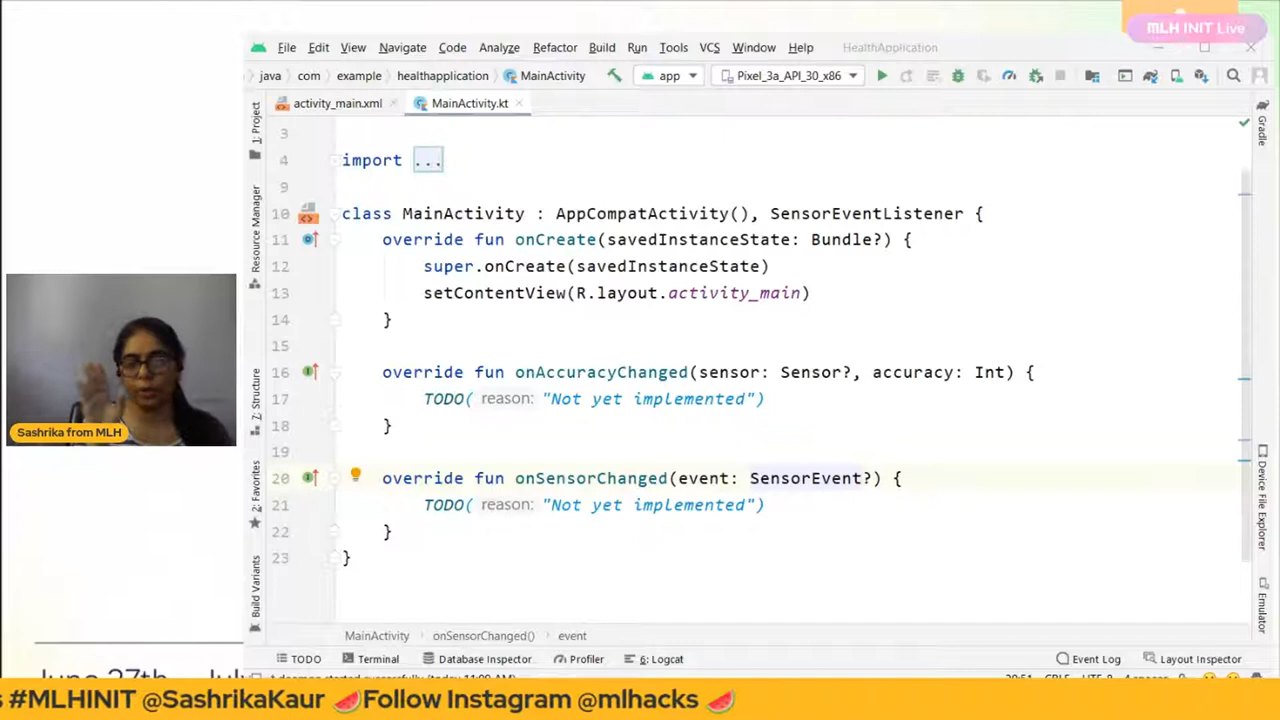 MLH INIT Live
File Edit View Navigate Code Analyze Refactor Build Run Tools VCS Window Help HealthApplication
java com example healthapplication MainActivity app Pixel_3a_API_30_x86
activity_main.xml MainActivity.kt
3
4 import ...
9
10 class MainActivity : AppCompatActivity(), SensorEventListener {
11 override fun onCreate(savedInstanceState: Bundle?) {
12 super.onCreate(savedInstanceState)
13 setContentView(R.layout.activity_main)
14 }
15
16 override fun onAccuracyChanged(sensor: Sensor?, accuracy: Int) {
17 TODO( reason: "Not yet implemented")
18 }
19
20 override fun onSensorChanged(event: SensorEvent?) {
21 TODO( reason: "Not yet implemented")
22 }
23 }
1: Project
Resource Manager
7: Structure
2: Favorites
Build Variants
Gradle
Device File Explorer
Emulator
Sashrika from MLH
MainActivity onSensorChanged() event
TODO Terminal Database Inspector Profiler 6: Logcat Event Log Layout Inspector
#MLHINIT @SashrikaKaur 🍉Follow Instagram @mlhacks 🍉